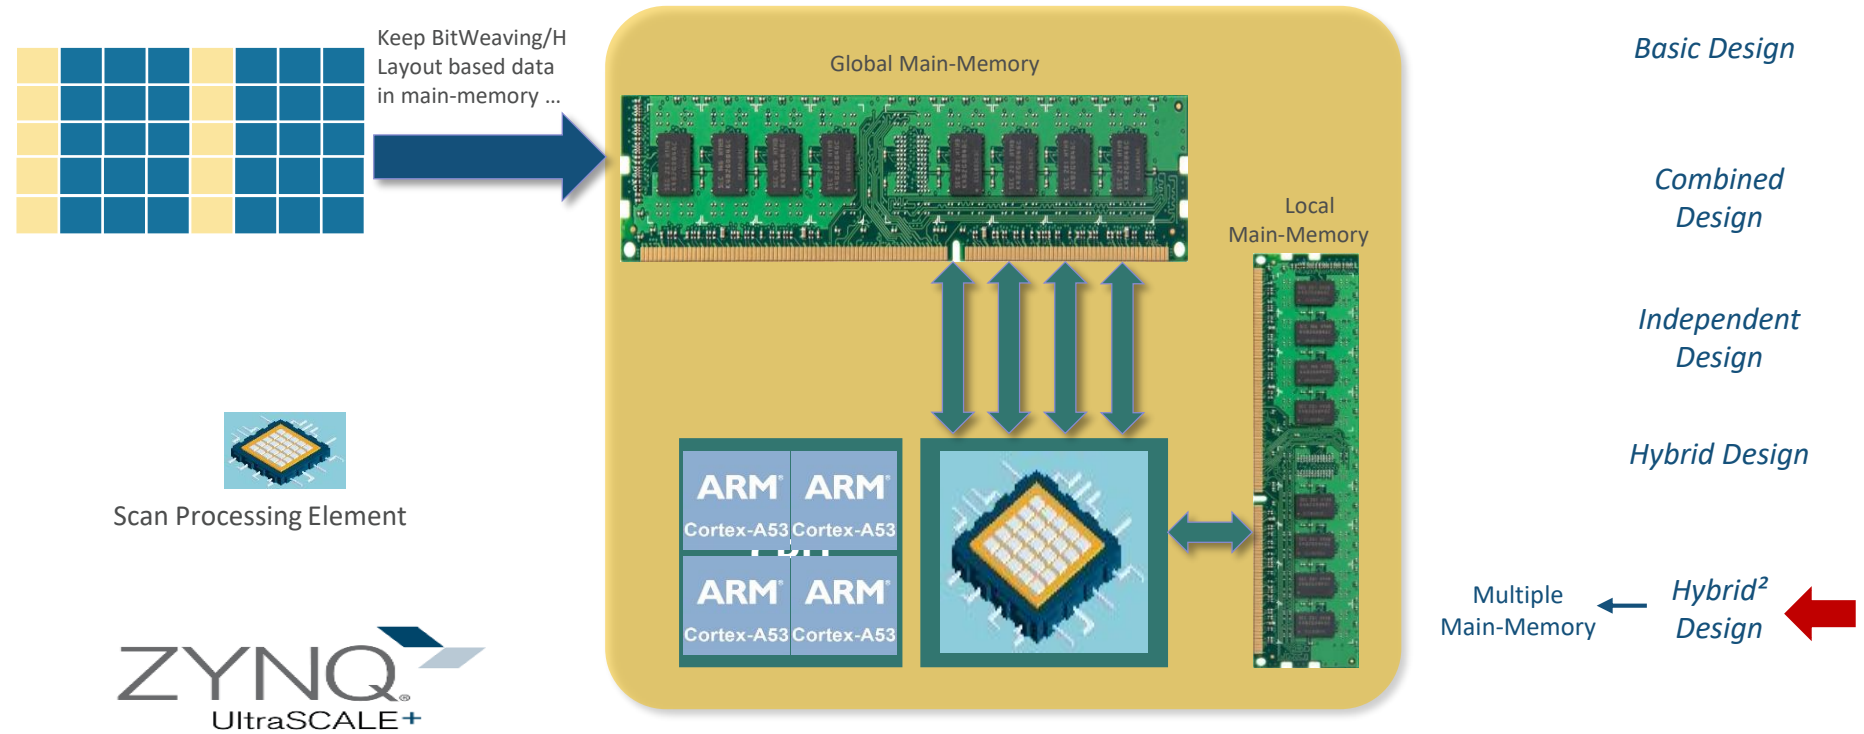 Keep BitWeaving/H
Layout based data
in main-memory ...
Global Main-Memory
Local
Main-Memory
ARM® ARM®
Cortex-A53 Cortex-A53
ARM® ARM®
Cortex-A53 Cortex-A53
Scan Processing Element
ZYNQ®
UltraSCALE+
Basic Design
Combined
Design
Independent
Design
Hybrid Design
Multiple
Main-Memory
Hybrid²
Design